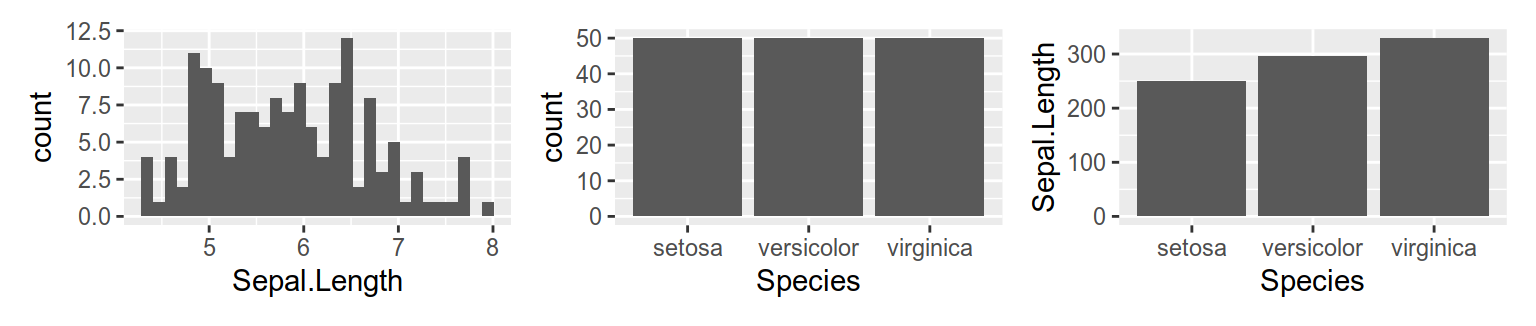 count
12.5
10.0
7.5
5.0
2.5
0.0
5 6 7 8
Sepal.Length
count
50
40
30
20
10
0
setosa versicolor virginica
Species
Sepal.Length
300
200
100
0
setosa versicolor virginica
Species